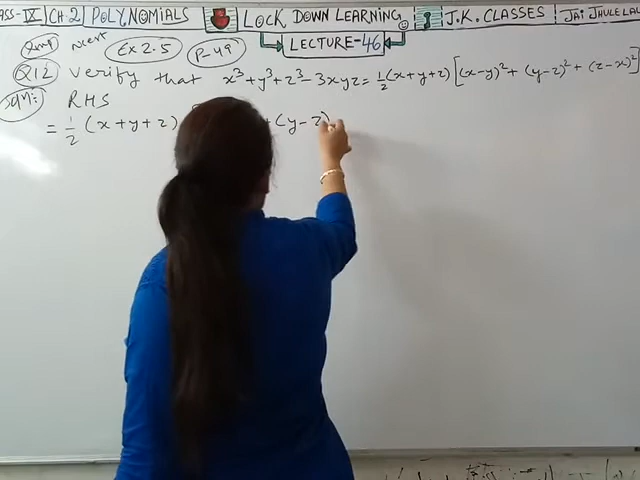 ASS-IX CH:2 POLYNOMIALS LOCK DOWN LEARNING J.K. CLASSES JAI JHULELAL
LECTURE-46
Imp ncert Ex 2.5 P-49
Q12 Verify that x³+y³+z³-3xyz=½(x+y+z)[(x-y)²+(y-z)²+(z-x)²]
Soln: RHS
= ½ (x+y+z) +(y-z)